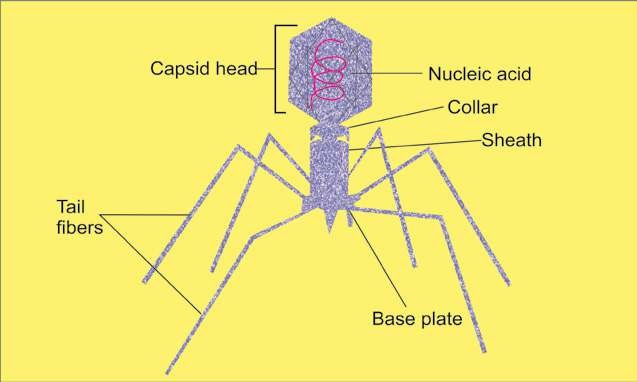 Capsid head
Nucleic acid
Collar
Sheath
Tail
fibers
Base plate